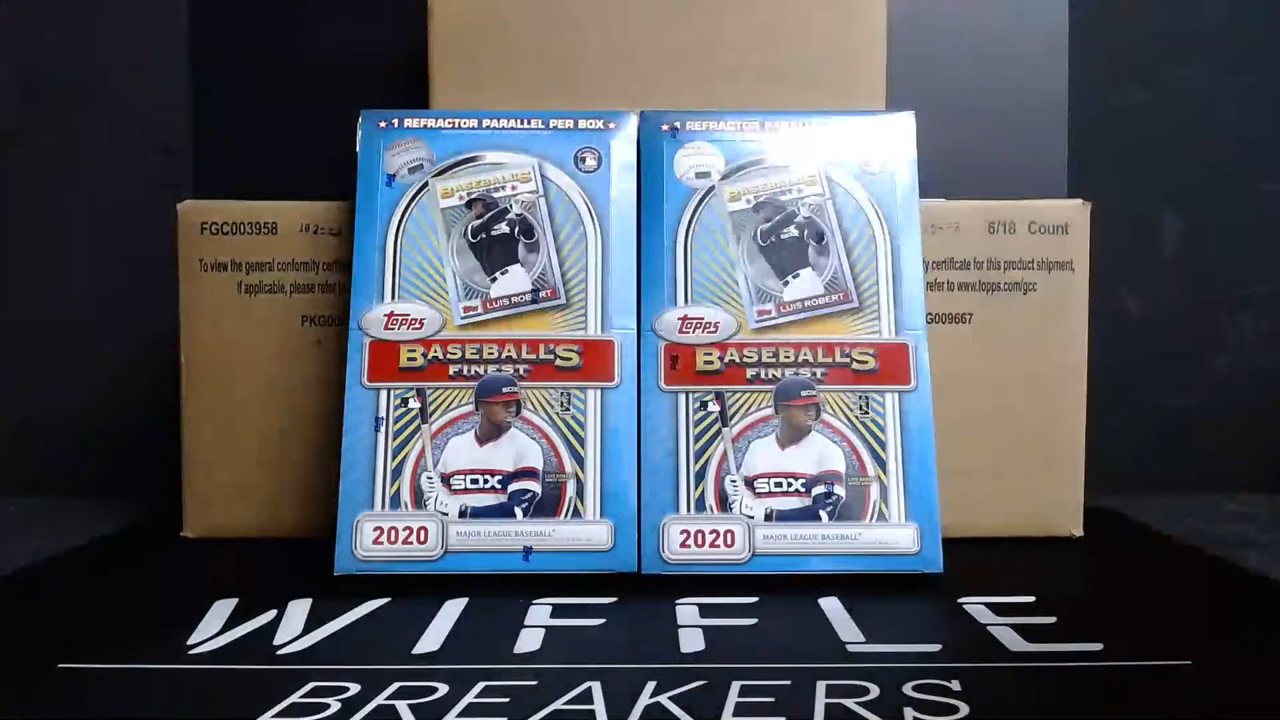 ★ 1 REFRACTOR PARALLEL PER BOX ★
★ 1 REFRACTOR
BASEBALL'S
FINEST
LUIS ROBERT
BASEBALL'S
FINEST
LUIS ROBERT
FGC003958
6/18 Count
To view the general conformity
certificate for this product shipment,
if applicable, please refer
refer to www.topps.com/gcc
G009667
Topps
BASEBALL'S
FINEST
SOX
2020
MAJOR LEAGUE BASEBALL
Topps
BASEBALL'S
FINEST
SOX
2020
MAJOR LEAGUE BASEBALL
WIFFLE
BREAKERS